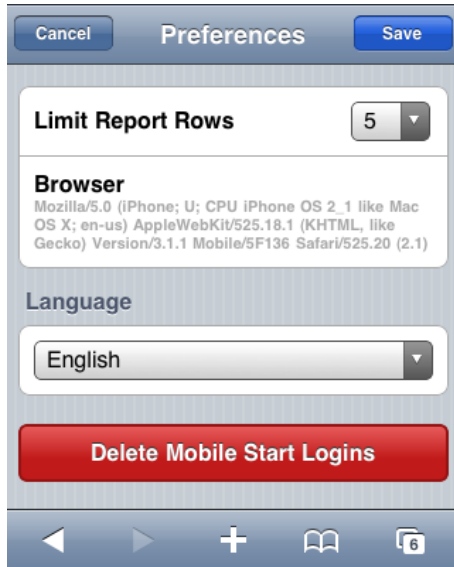 Cancel Preferences Save
Limit Report Rows 5
Browser
Mozilla/5.0 (iPhone; U; CPU iPhone OS 2_1 like Mac
OS X; en-us) AppleWebKit/525.18.1 (KHTML, like
Gecko) Version/3.1.1 Mobile/5F136 Safari/525.20 (2.1)
Language
English
Delete Mobile Start Logins
6